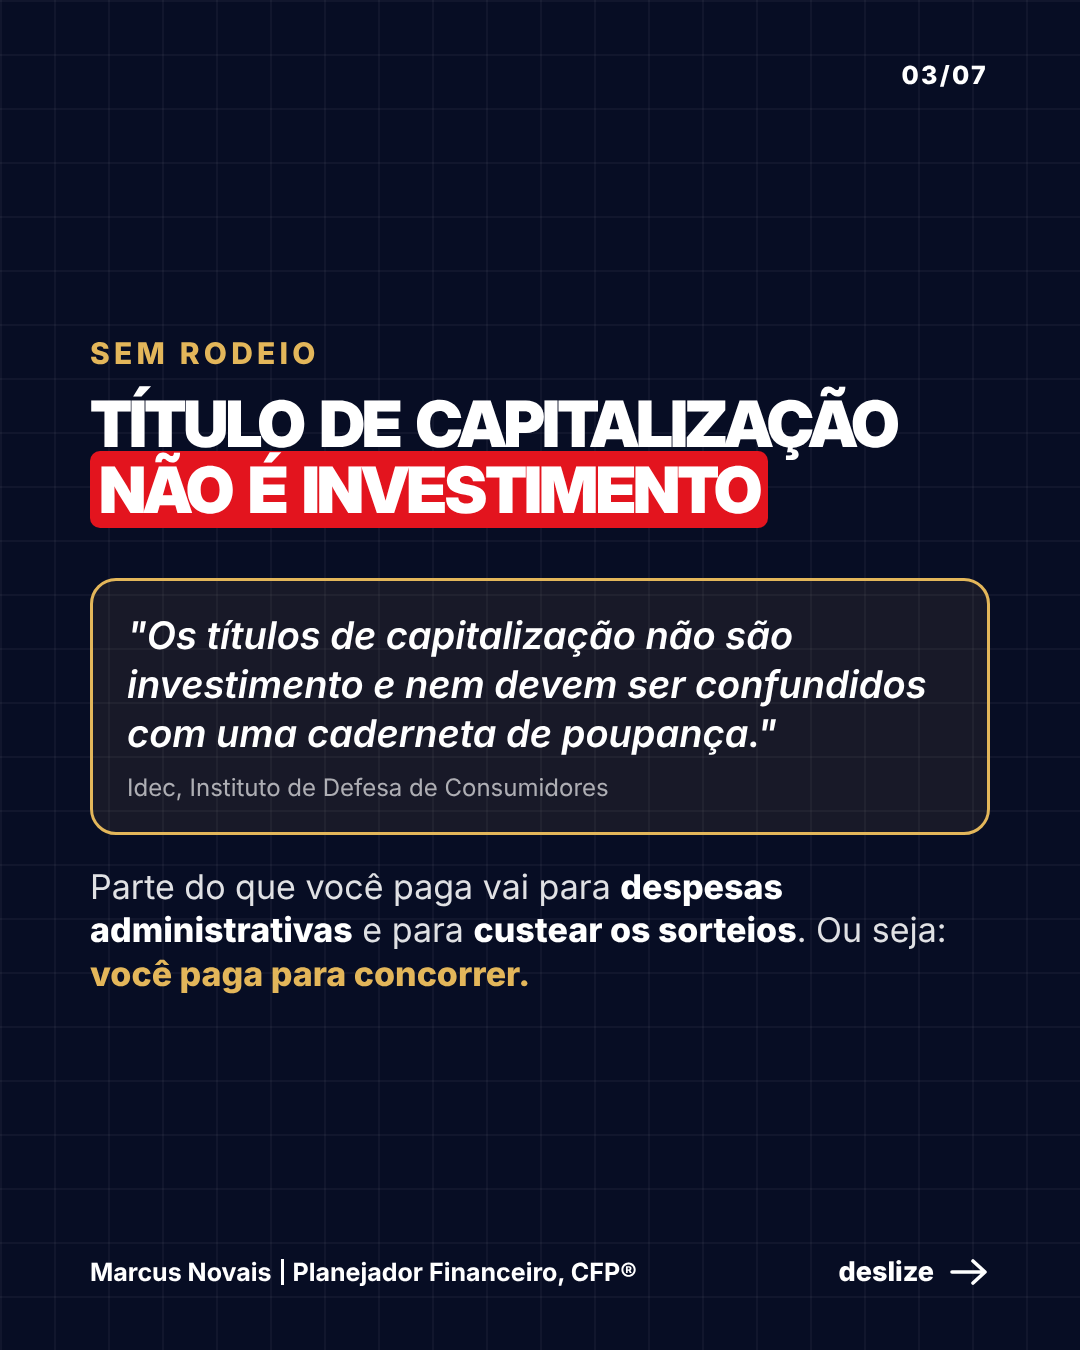 03/07
SEM RODEIO
TÍTULO DE CAPITALIZAÇÃO
NÃO É INVESTIMENTO
"Os títulos de capitalização não são
investimento e nem devem ser confundidos
com uma caderneta de poupança."
Idec, Instituto de Defesa de Consumidores
Parte do que você paga vai para despesas
administrativas e para custear os sorteios. Ou seja:
você paga para concorrer.
Marcus Novais | Planejador Financeiro, CFP®
deslize →